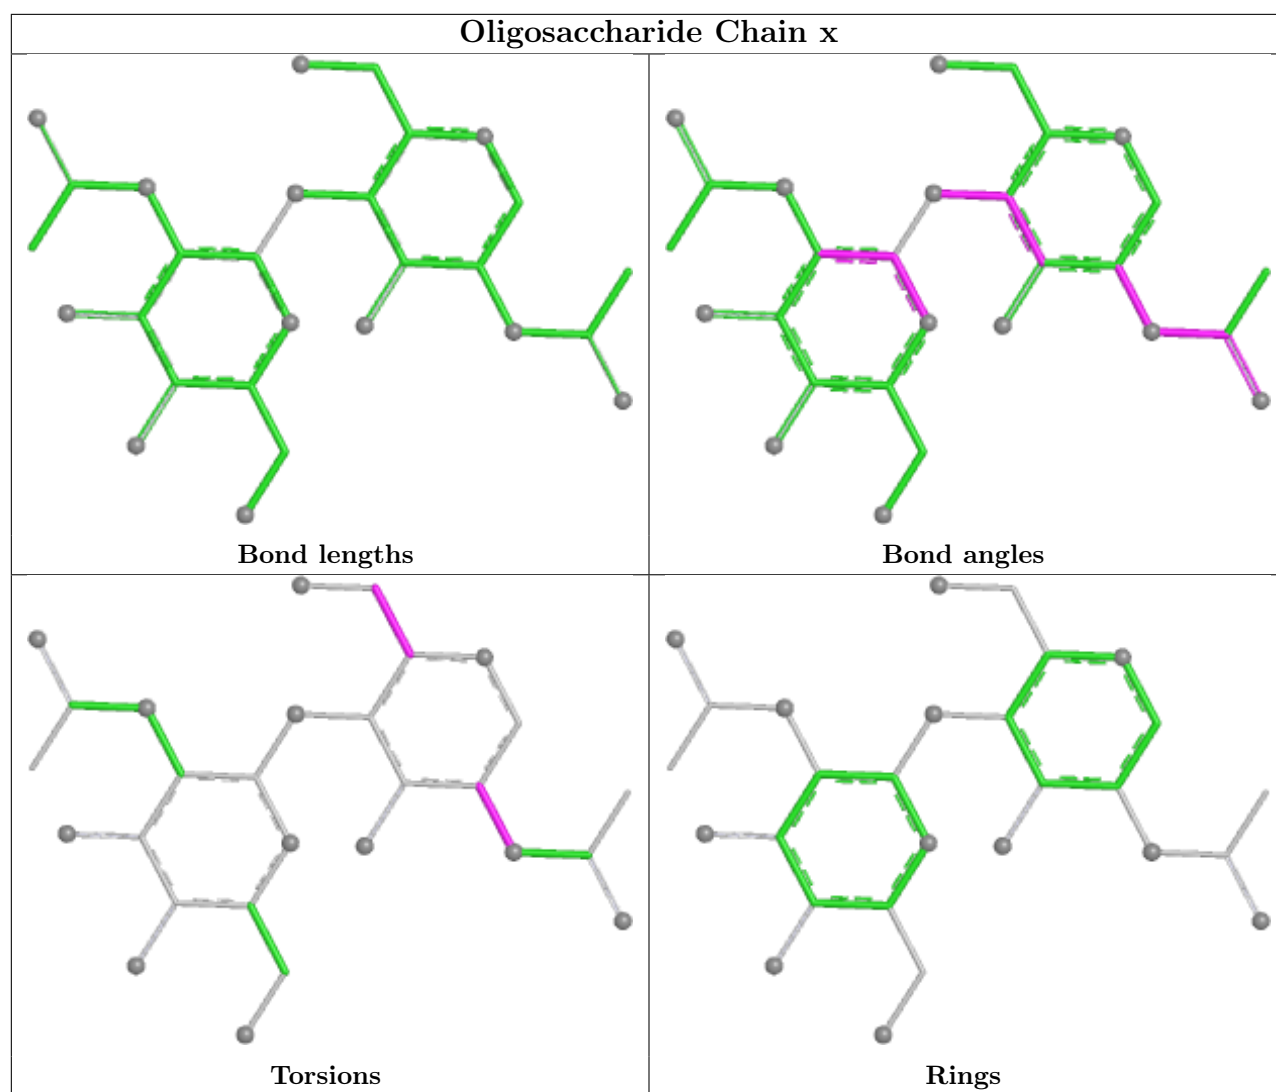 Oligosaccharide Chain x
Bond lengths
Bond angles
Torsions
Rings